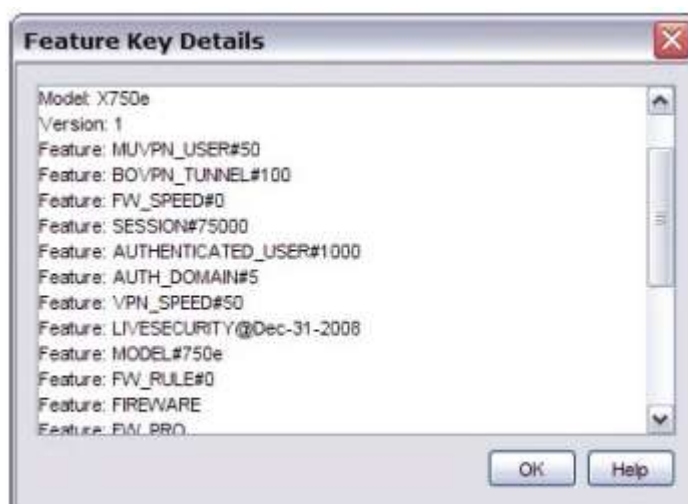 Feature Key Details
Model: X750e
Version: 1
Feature: MUVPN_USER#50
Feature: BOVPN_TUNNEL#100
Feature: FW_SPEED#0
Feature: SESSION#75000
Feature: AUTHENTICATED_USER#1000
Feature: AUTH_DOMAIN#5
Feature: VPN_SPEED#50
Feature: LIVESECURITY@Dec-31-2008
Feature: MODEL#750e
Feature: FW_RULE#0
Feature: FIREWARE
Feature: FW_PRO
OK Help